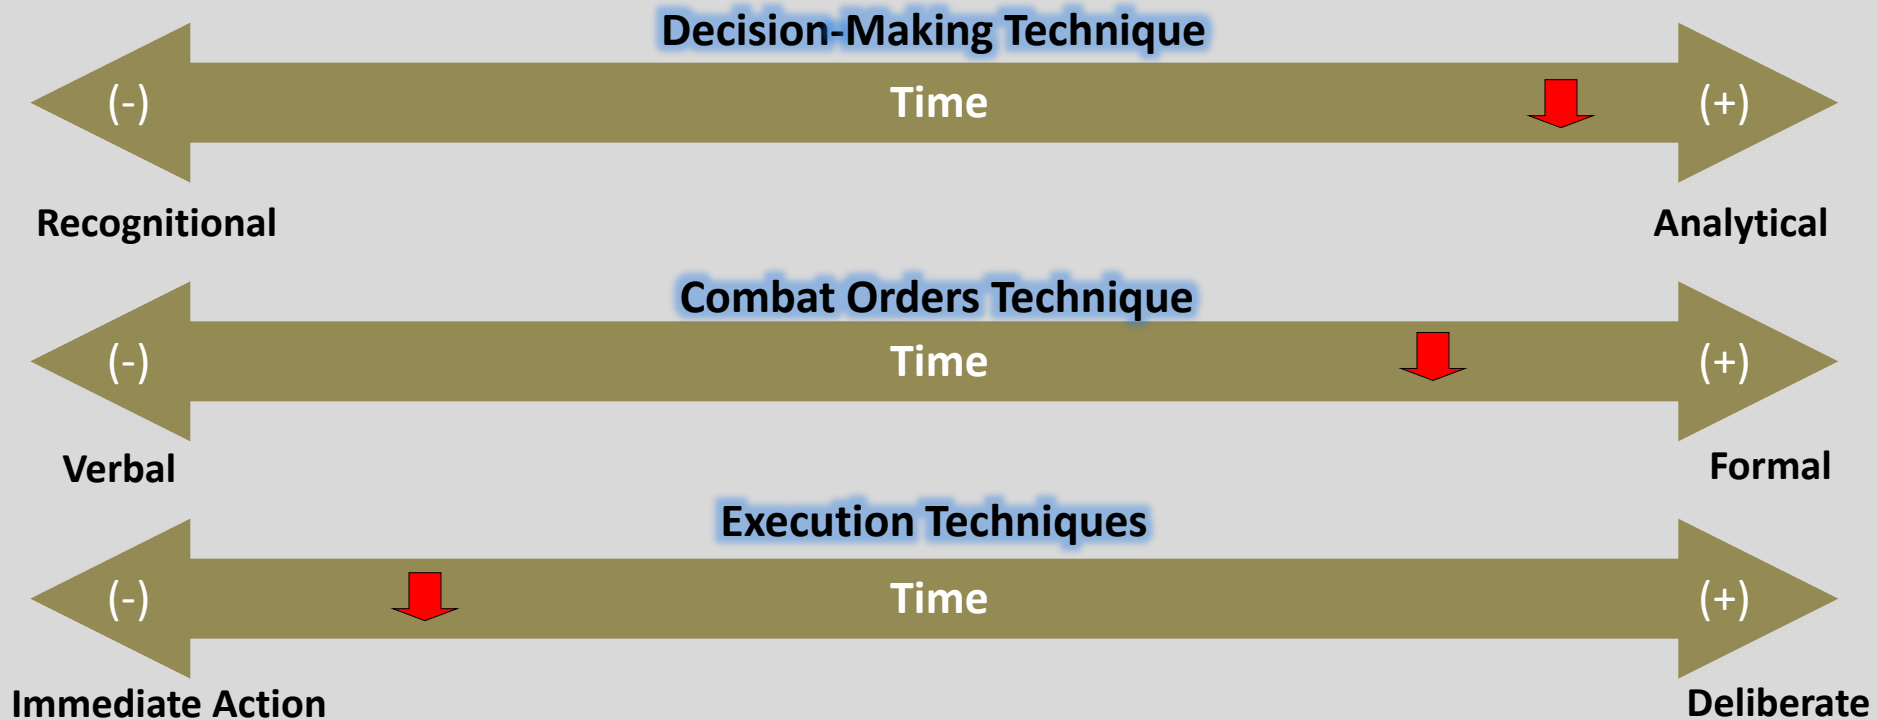 Decision-Making Technique
(-) Time (+)
Recognitional Analytical
Combat Orders Technique
(-) Time (+)
Verbal Formal
Execution Techniques
(-) Time (+)
Immediate Action Deliberate